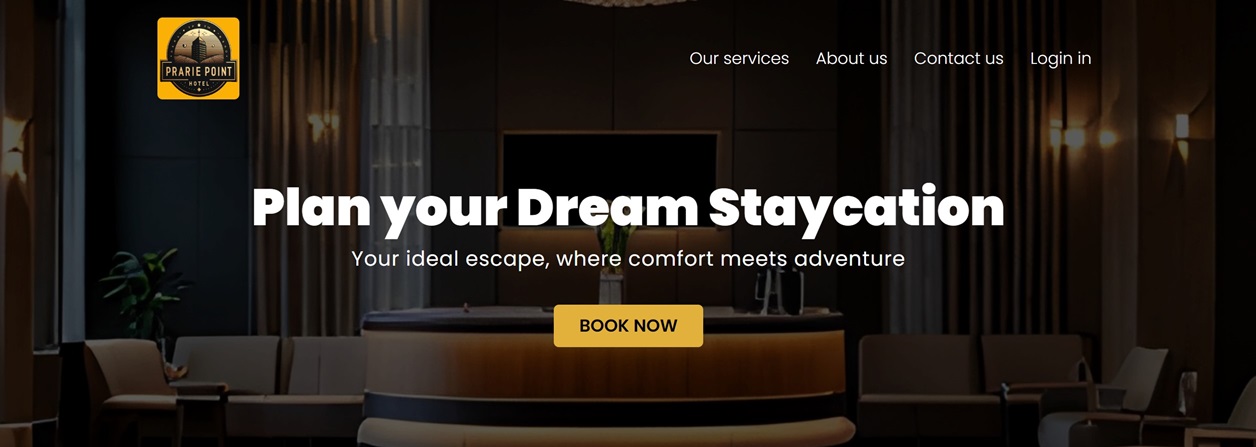 PRARIE POINT
HOTEL
Our services About us Contact us Login in
Plan your Dream Staycation
Your ideal escape, where comfort meets adventure
BOOK NOW